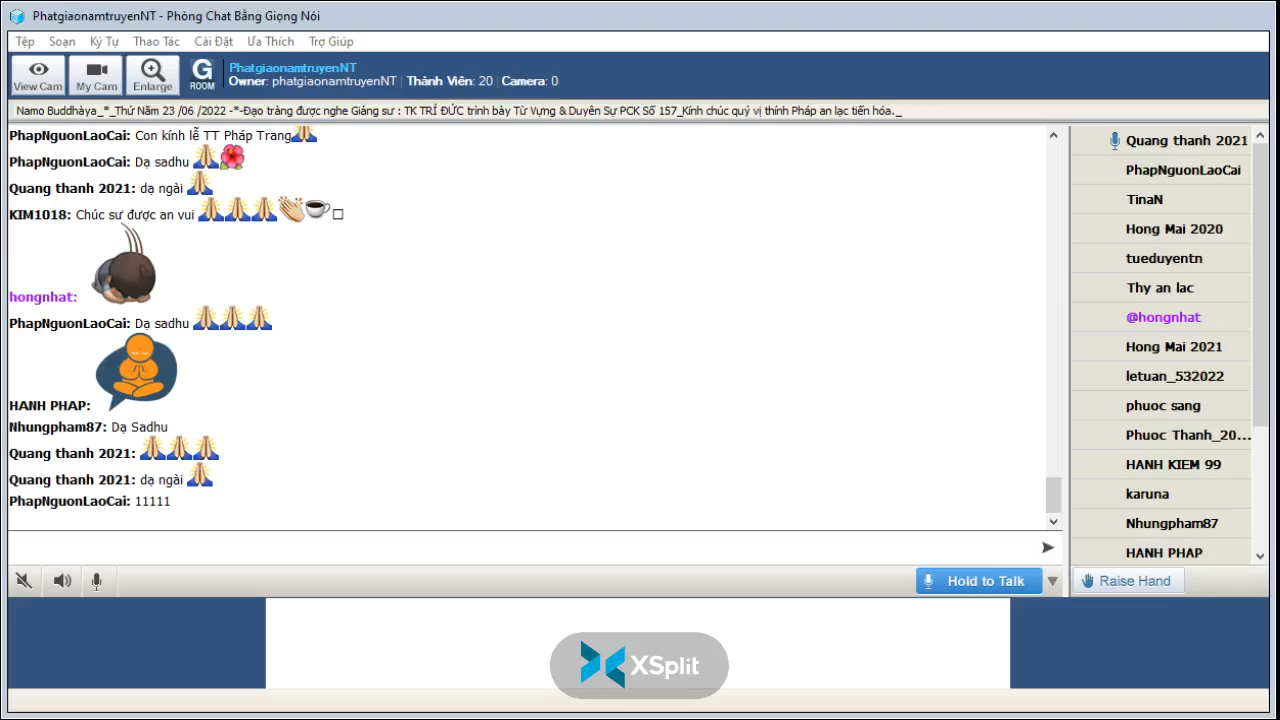 PhatgiaonamtruyenNT - Phòng Chat Bằng Giọng Nói
Tệp Soạn Ký Tự Thao Tác Cài Đặt Ưa Thích Trợ Giúp
View Cam My Cam Enlarge G ROOM
PhatgiaonamtruyenNT
Owner: phatgiaonamtruyenNT | Thành Viên: 20 | Camera: 0
Namo Buddhàya_*_Thứ Năm 23 /06 /2022 -*-Đạo tràng được nghe Giảng sư : TK TRÍ ĐỨC trình bày Từ Vựng & Duyên Sự PCK Số 157_Kính chúc quý vị thính Pháp an lạc tiến hóa._
PhapNguonLaoCai: Con kính lễ TT Pháp Trang
PhapNguonLaoCai: Dạ sadhu
Quang thanh 2021: dạ ngài
KIM1018: Chúc sư được an vui
hongnhat:
PhapNguonLaoCai: Dạ sadhu
HANH PHAP:
Nhungpham87: Dạ Sadhu
Quang thanh 2021:
Quang thanh 2021: dạ ngài
PhapNguonLaoCai: 11111
Quang thanh 2021
PhapNguonLaoCai
TinaN
Hong Mai 2020
tueduyentn
Thy an lac
@hongnhat
Hong Mai 2021
letuan_532022
phuoc sang
Phuoc Thanh_20...
HANH KIEM 99
karuna
Nhungpham87
HANH PHAP
Hold to Talk
Raise Hand
XSplit